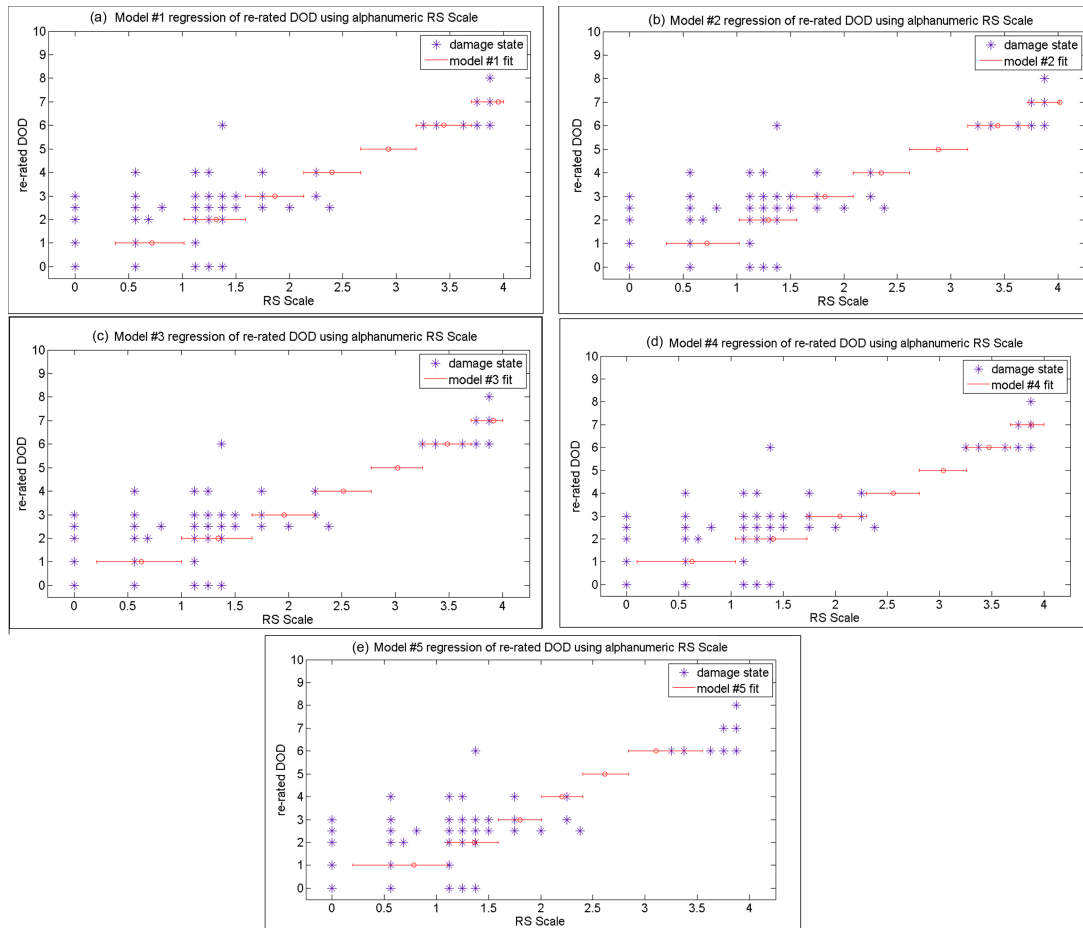 (a) Model #1 regression of re-rated DOD using alphanumeric RS Scale
damage state
model #1 fit
re-rated DOD
10
9
8
7
6
5
4
3
2
1
0
0 0.5 1 1.5 2 2.5 3 3.5 4
RS Scale
(b) Model #2 regression of re-rated DOD using alphanumeric RS Scale
damage state
model #2 fit
re-rated DOD
10
9
8
7
6
5
4
3
2
1
0
0 0.5 1 1.5 2 2.5 3 3.5 4
RS Scale
(c) Model #3 regression of re-rated DOD using alphanumeric RS Scale
damage state
model #3 fit
re-rated DOD
10
9
8
7
6
5
4
3
2
1
0
0 0.5 1 1.5 2 2.5 3 3.5 4
RS Scale
(d) Model #4 regression of re-rated DOD using alphanumeric RS Scale
damage state
model #4 fit
re-rated DOD
10
9
8
7
6
5
4
3
2
1
0
0 0.5 1 1.5 2 2.5 3 3.5 4
RS Scale
(e) Model #5 regression of re-rated DOD using alphanumeric RS Scale
damage state
model #5 fit
re-rated DOD
10
9
8
7
6
5
4
3
2
1
0
0 0.5 1 1.5 2 2.5 3 3.5 4
RS Scale